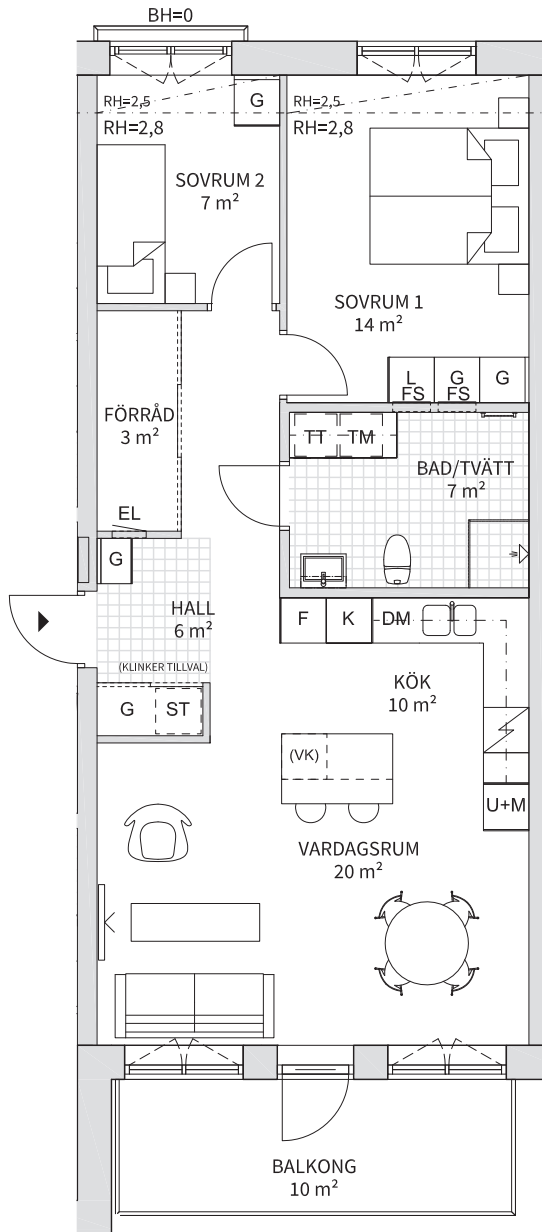 BH=0
RH=2,5
RH=2,8
G
RH=2,5
RH=2,8
SOVRUM 2
7 m²
SOVRUM 1
14 m²
L
FS
G
FS
G
FÖRRÅD
3 m²
TT
TM
BAD/TVÄTT
7 m²
EL
G
HALL
6 m²
F
K
DM
(KLINKER TILLVAL)
KÖK
10 m²
G
ST
(VK)
U+M
VARDAGSRUM
20 m²
BALKONG
10 m²